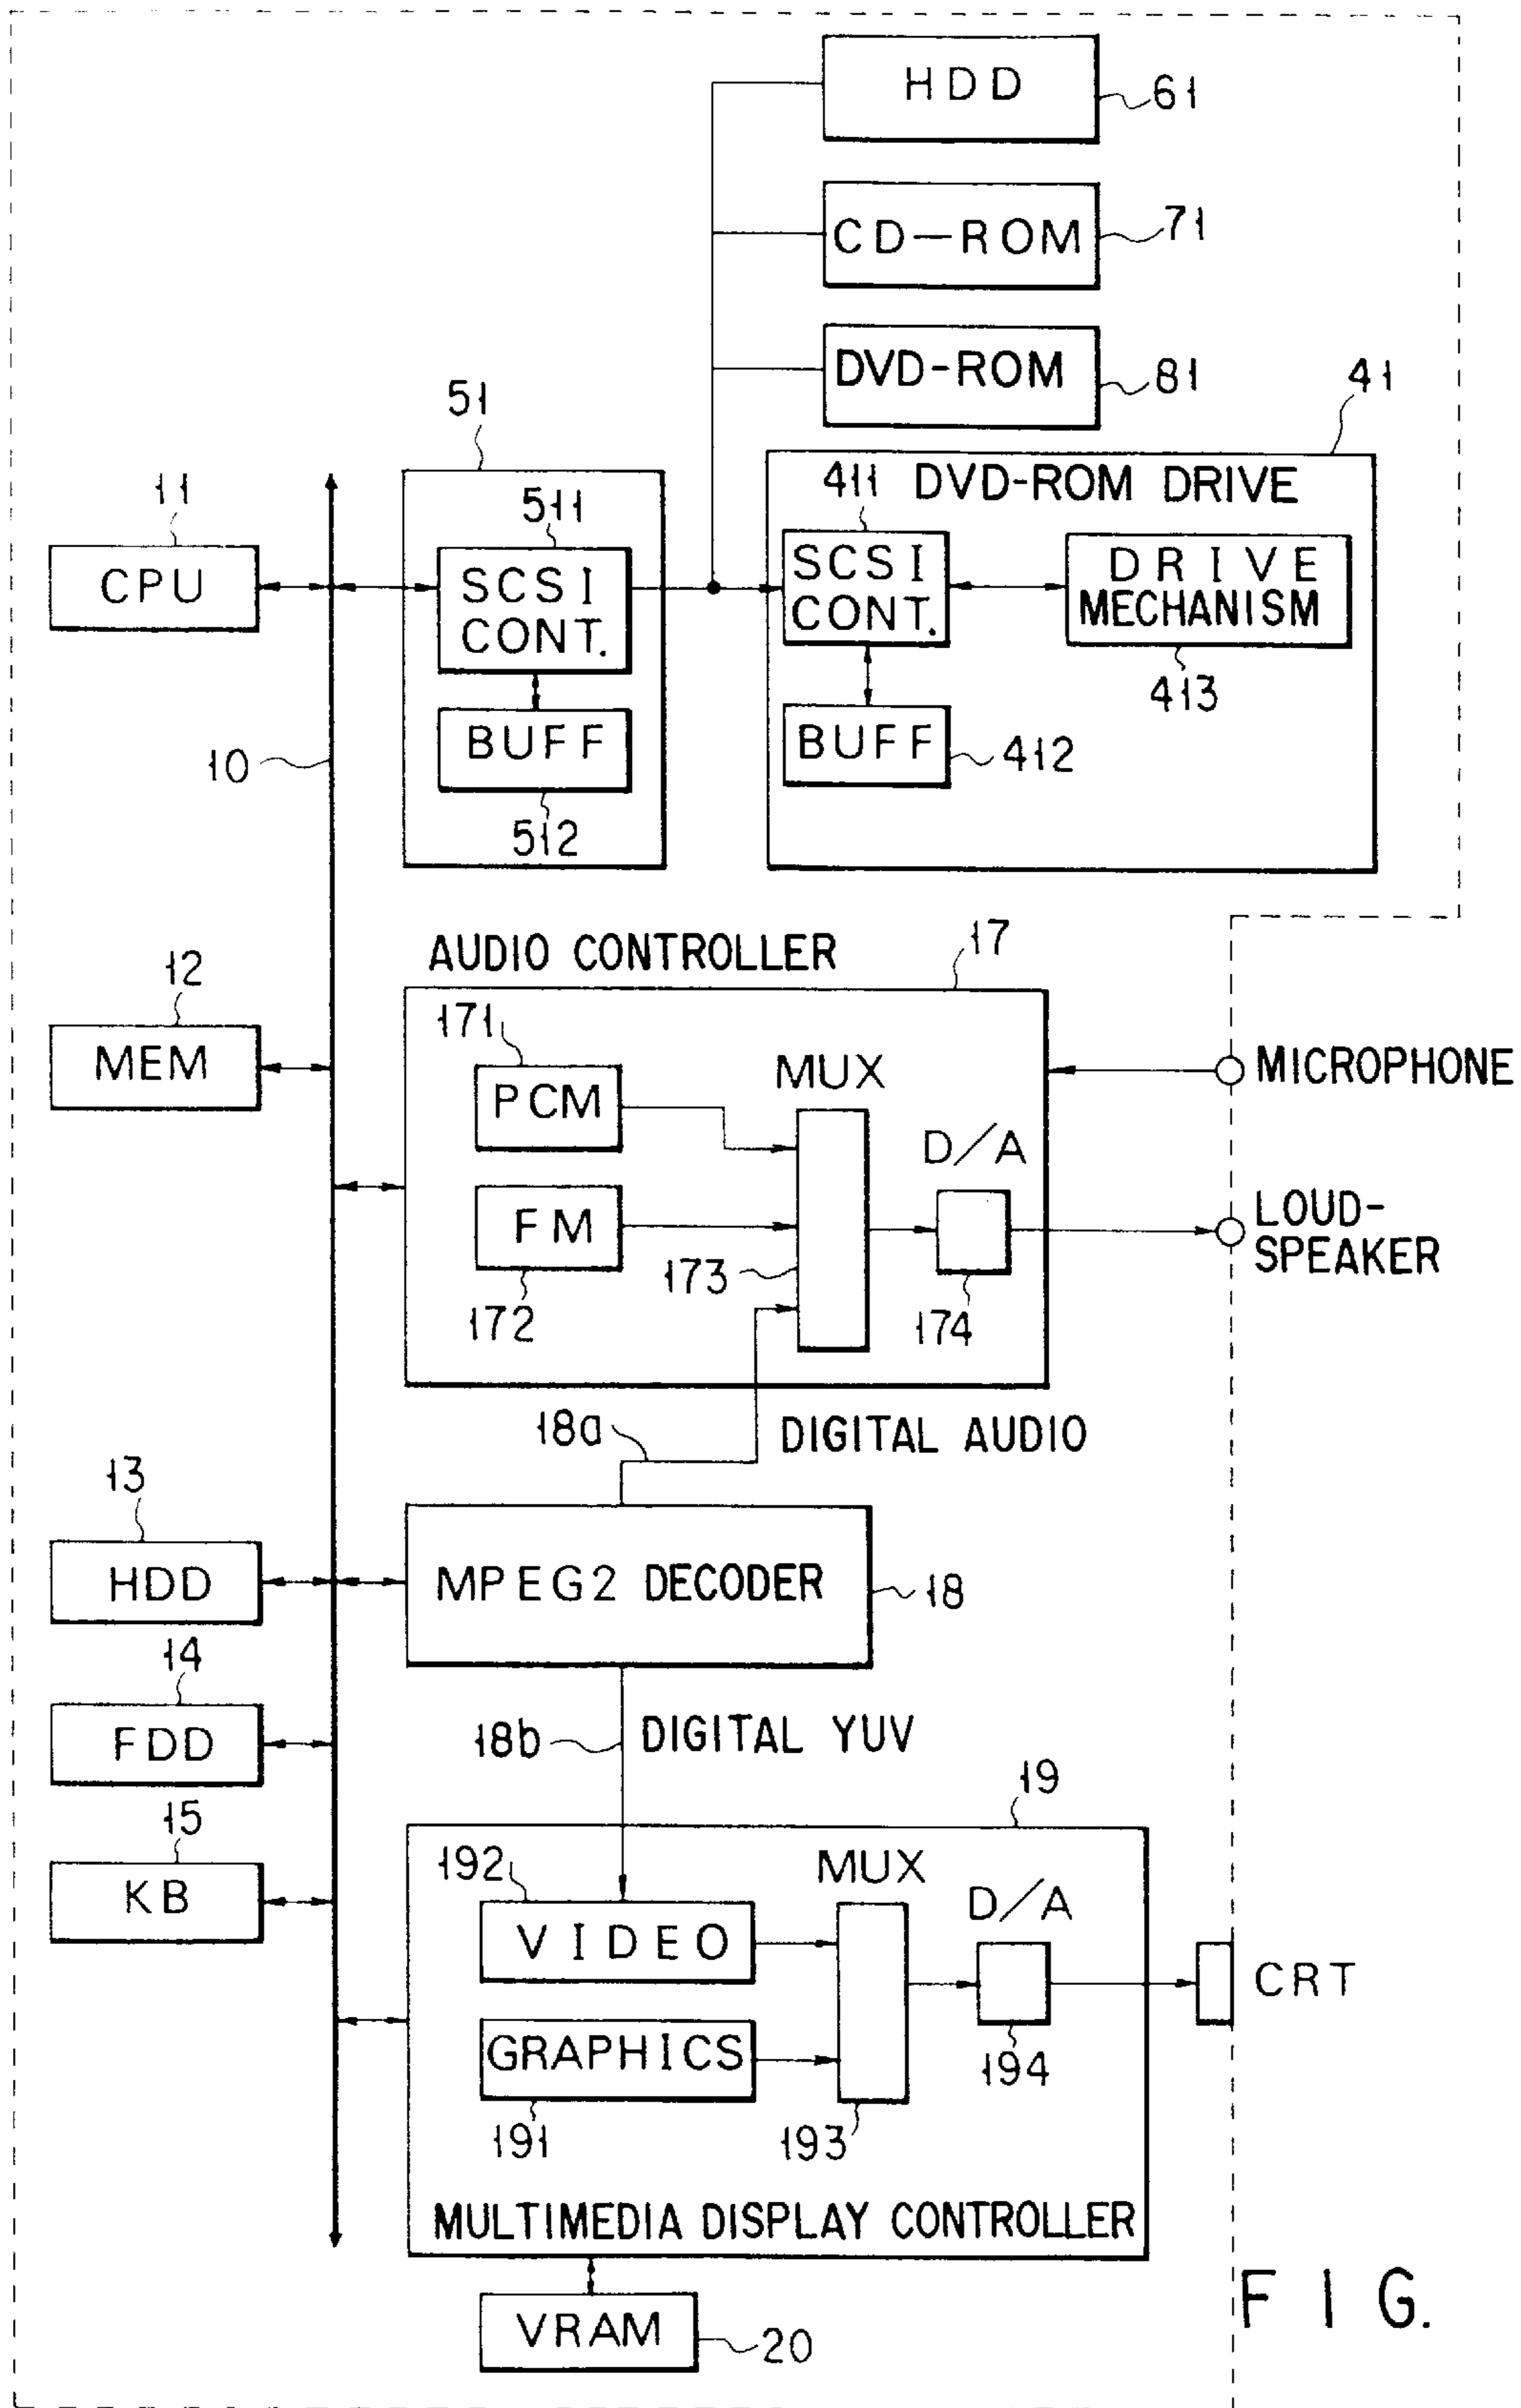 HDD
61
CD-ROM
71
DVD-ROM
81
41
51
11
CPU
511
SCSI
CONT.
BUFF
512
411 DVD-ROM DRIVE
SCSI
CONT.
DRIVE
MECHANISM
413
BUFF
412
10
AUDIO CONTROLLER
17
12
MEM
171
PCM
MUX
D/A
FM
172
173
174
MICROPHONE
LOUD-
SPEAKER
18a
DIGITAL AUDIO
13
HDD
MPEG2 DECODER
18
14
FDD
18b
DIGITAL YUV
15
KB
19
192
VIDEO
MUX
D/A
CRT
GRAPHICS
191
193
194
MULTIMEDIA DISPLAY CONTROLLER
VRAM
20
FIG.